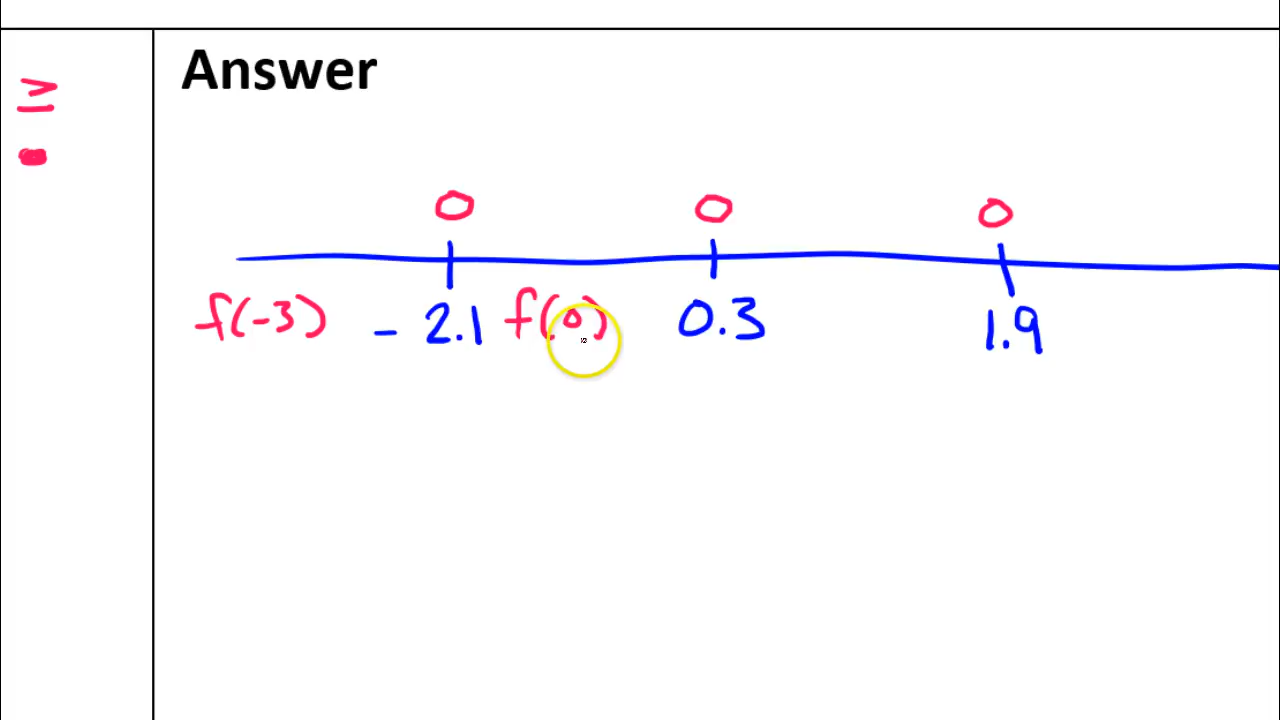 Answer
≥
0 0 0
f(-3) -2.1 f(0) 0.3 1.9